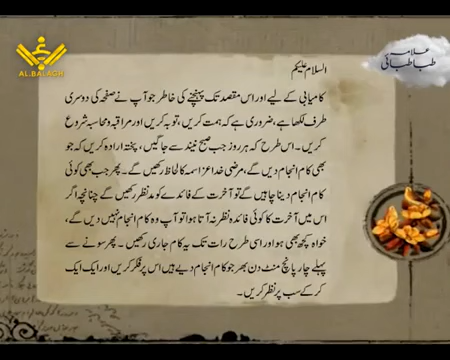 AL.BALAGH
علامہ
طباطبائی
السلام علیکم
کامیابی کے لیے اور اس مقصد تک پہنچنے کی خاطر جو آپ نے صفحہ کی دوسری
طرف لکھا ہے، ضروری ہے کہ ہمت کریں، توبہ کریں اور مراقبہ و محاسبہ شروع
کریں۔ اس طرح کہ ہر روز جب صبح نیند سے جاگیں، پختہ ارادہ کریں کہ جو
بھی کام انجام دیں گے، مرضی خدا عز اسمہ کا لحاظ رکھیں گے۔ پھر جب بھی کوئی
کام انجام دینا چاہیں گے تو آخرت کے فائدے کو مدنظر رکھیں گے چنانچہ اگر
اس میں آخرت کا کوئی فائدہ نظر نہ آتا ہوا تو آپ وہ کام انجام نہیں دیں گے،
خواہ کچھ بھی ہو اور اسی طرح رات تک یہ کام جاری رکھیں۔ پھر سونے سے
پہلے چار پانچ منٹ دن بھر جو کام انجام دیے ہیں اس پر فکر کریں اور ایک ایک
کر کے سب پر نظر کریں۔